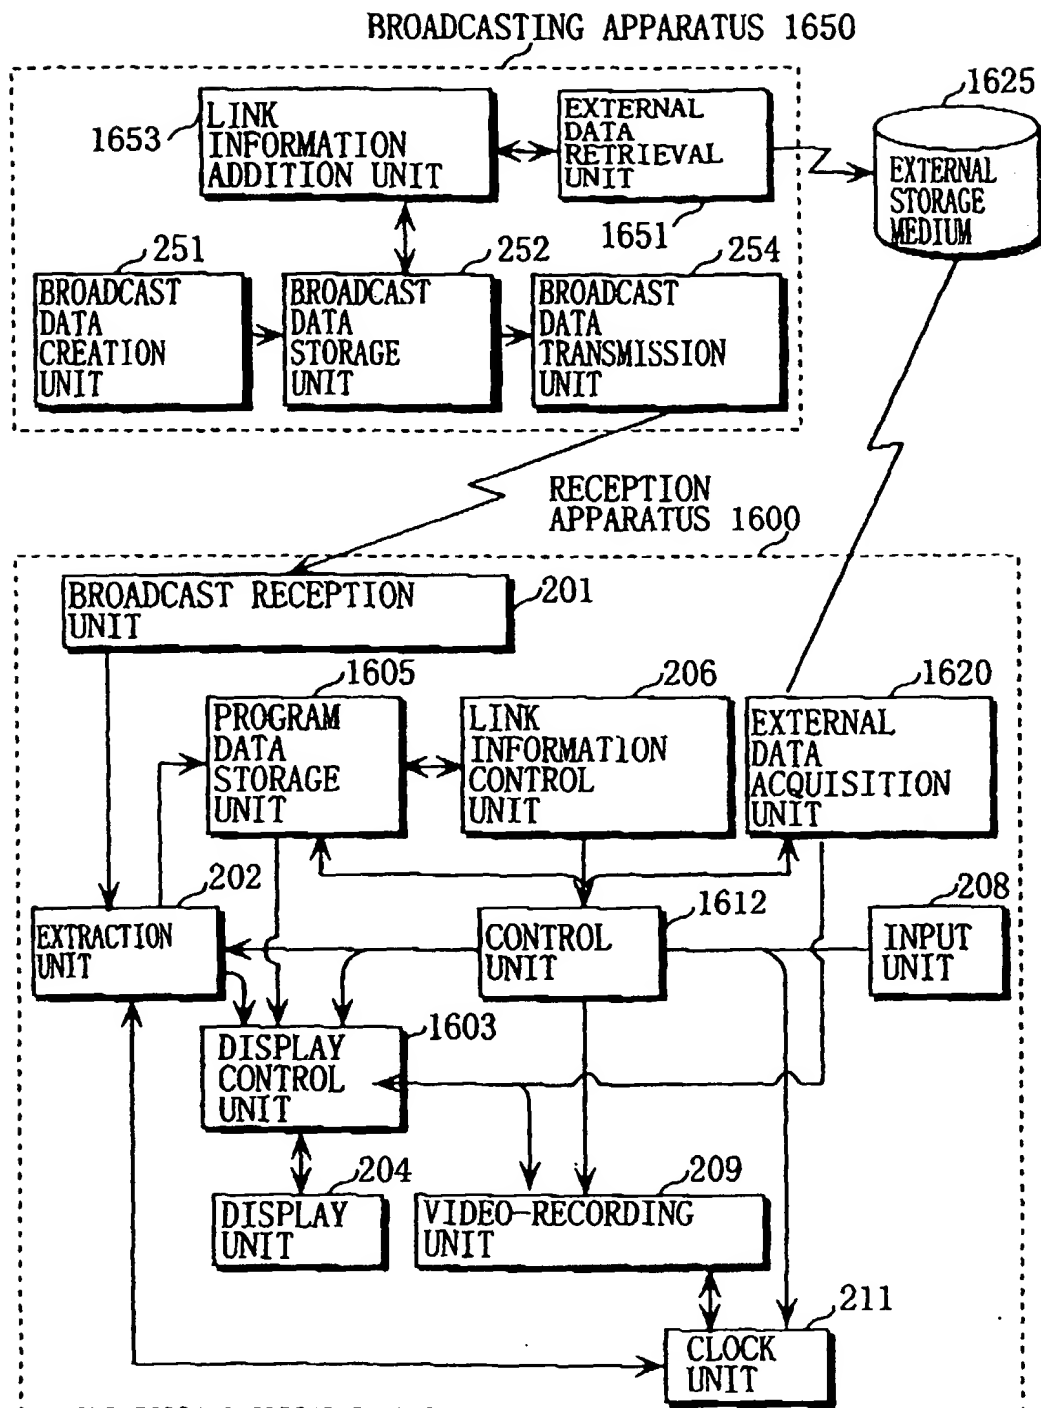 BROADCASTING APPARATUS 1650
1625
1653
LINK
INFORMATION
ADDITION UNIT
EXTERNAL
DATA
RETRIEVAL
UNIT
1651
EXTERNAL
STORAGE
MEDIUM
251
252
254
BROADCAST
DATA
CREATION
UNIT
BROADCAST
DATA
STORAGE
UNIT
BROADCAST
DATA
TRANSMISSION
UNIT
RECEPTION
APPARATUS 1600
BROADCAST RECEPTION
UNIT
201
1605
206
1620
PROGRAM
DATA
STORAGE
UNIT
LINK
INFORMATION
CONTROL
UNIT
EXTERNAL
DATA
ACQUISITION
UNIT
202
1612
208
EXTRACTION
UNIT
CONTROL
UNIT
INPUT
UNIT
1603
DISPLAY
CONTROL
UNIT
204
209
DISPLAY
UNIT
VIDEO-RECORDING
UNIT
211
CLOCK
UNIT